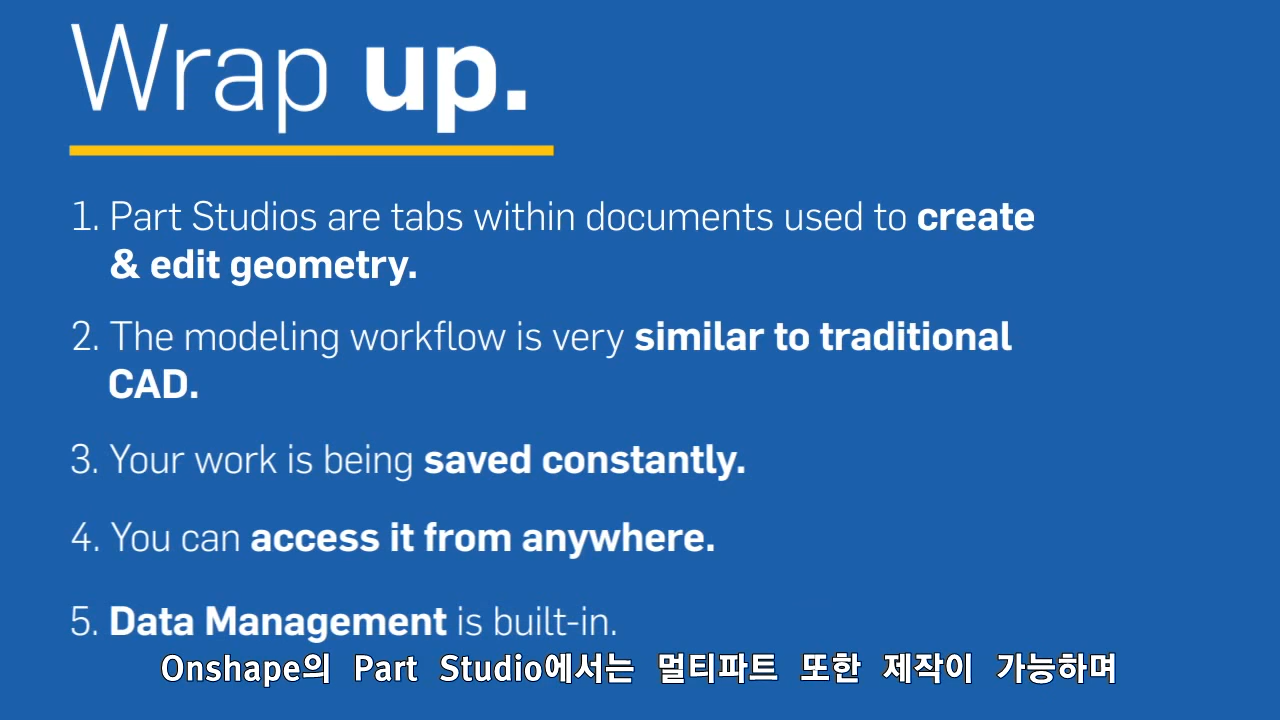 Wrap up.
1. Part Studios are tabs within documents used to create
& edit geometry.
2. The modeling workflow is very similar to traditional
CAD.
3. Your work is being saved constantly.
4. You can access it from anywhere.
5. Data Management is built-in.
Onshape의 Part Studio에서는 멀티파트 또한 제작이 가능하며